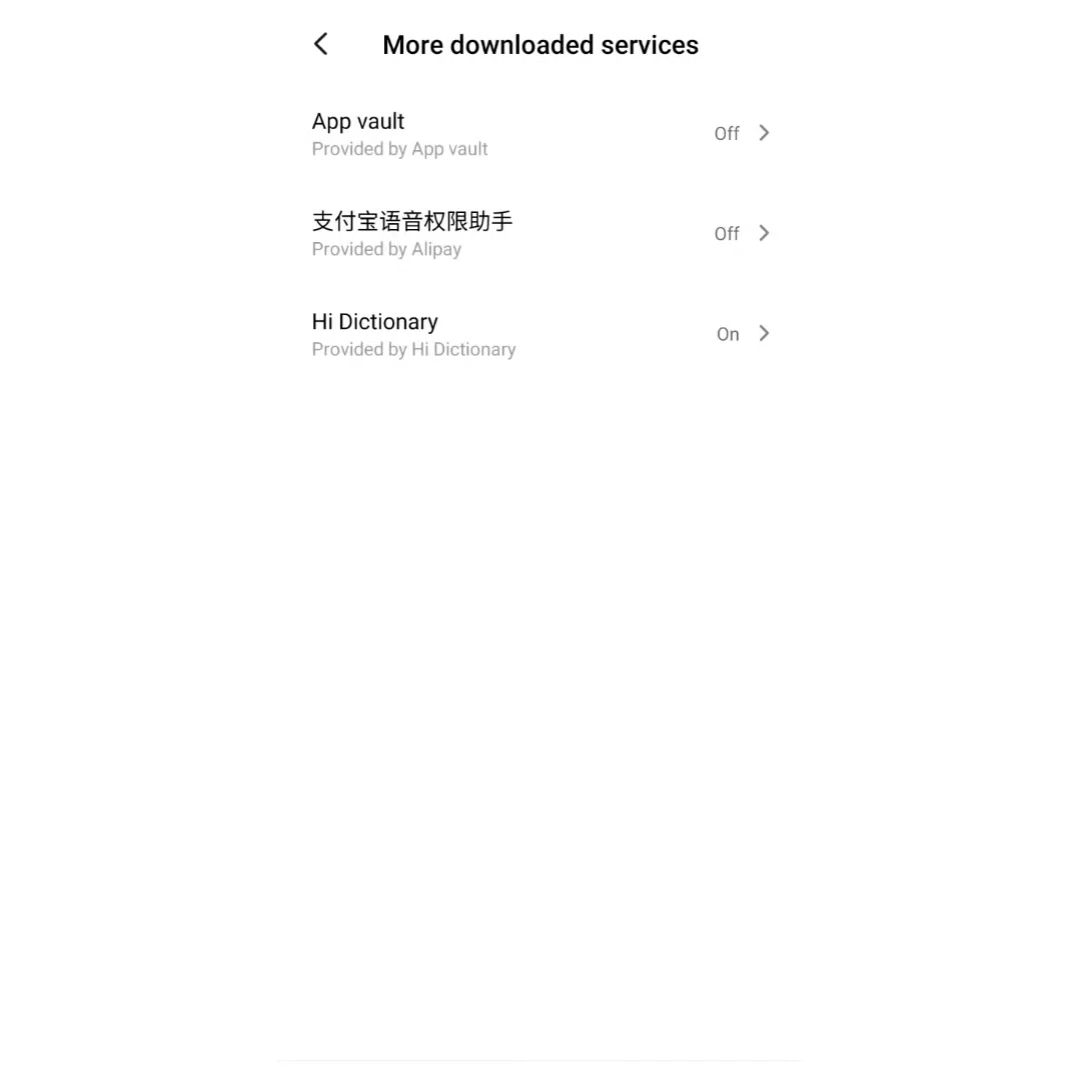 More downloaded services
App vault
Provided by App vault
Off
支付宝语音权限助手
Provided by Alipay
Off
Hi Dictionary
Provided by Hi Dictionary
On